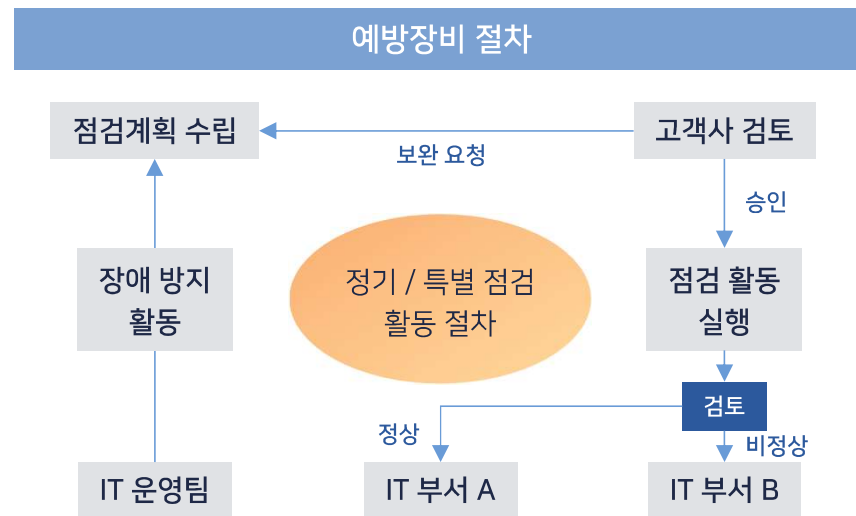 예방장비 절차
점검계획 수립
고객사 검토
보완 요청
승인
장애 방지
활동
정기 / 특별 점검
활동 절차
점검 활동
실행
검토
정상
비정상
IT 운영팀
IT 부서 A
IT 부서 B